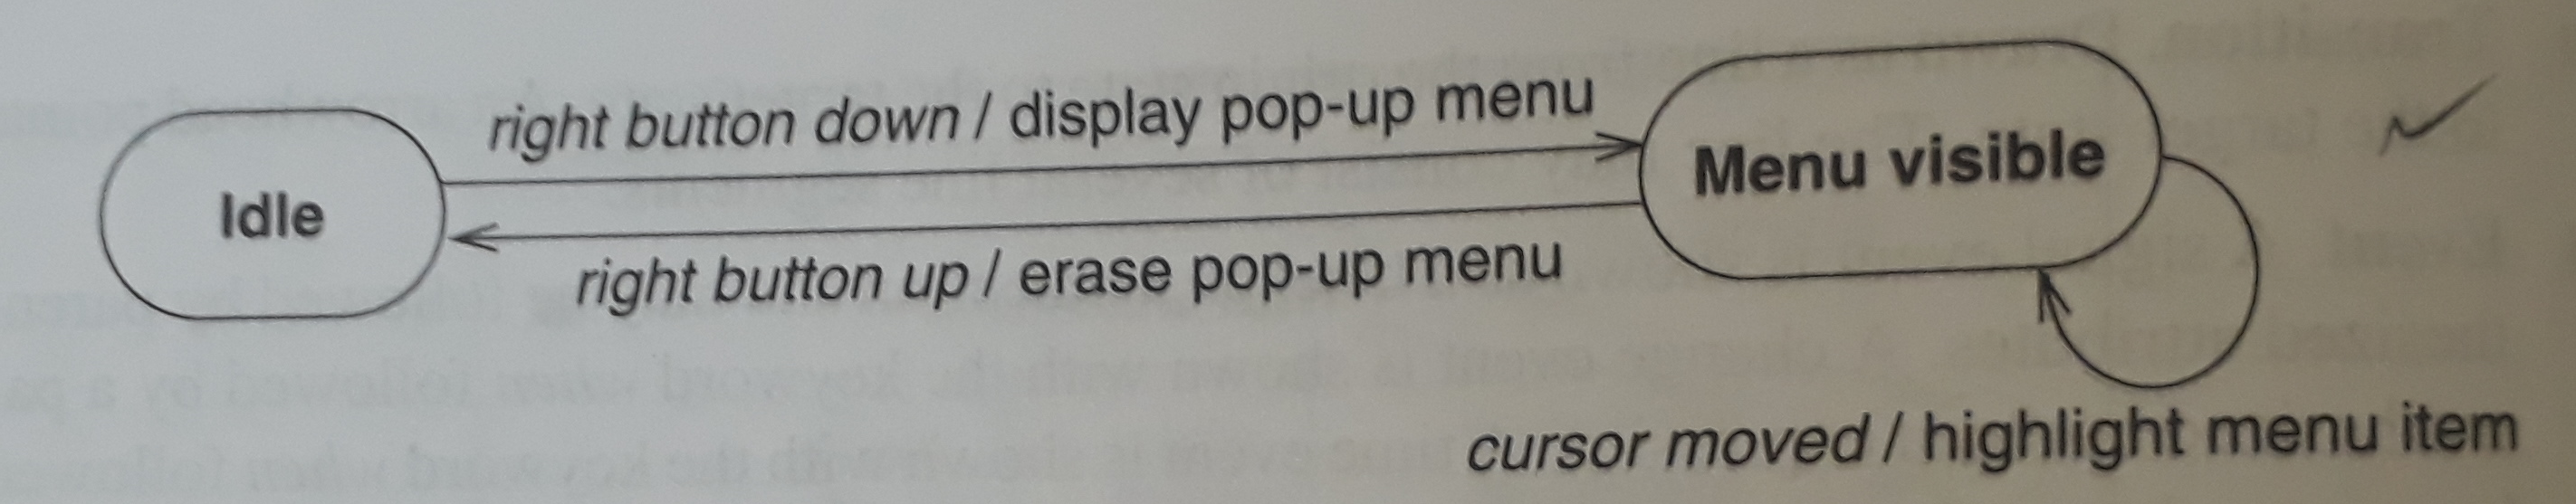 right button down / display pop-up menu
Idle
Menu visible
right button up / erase pop-up menu
cursor moved / highlight menu item